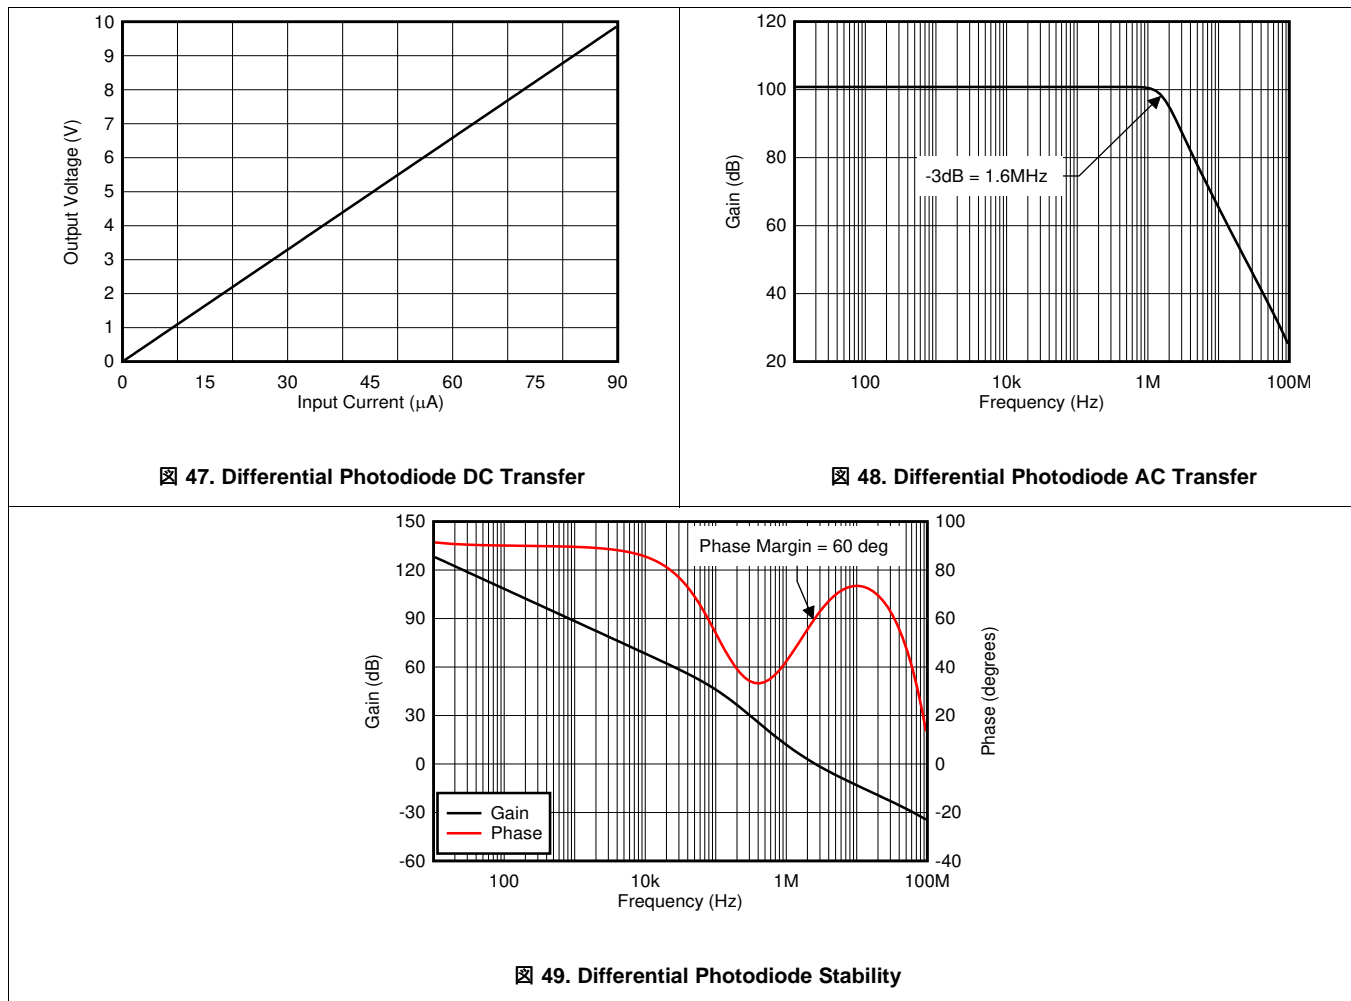 10
9
8
7
6
5
4
3
2
1
0
Output Voltage (V)
0 15 30 45 60 75 90
Input Current (μA)
図 47. Differential Photodiode DC Transfer
120
100
80
60
40
20
Gain (dB)
-3dB = 1.6MHz
100 10k 1M 100M
Frequency (Hz)
図 48. Differential Photodiode AC Transfer
150
120
90
60
30
0
-30
-60
Gain (dB)
Phase Margin = 60 deg
Gain
Phase
100
80
60
40
20
0
-20
-40
Phase (degrees)
100 10k 1M 100M
Frequency (Hz)
図 49. Differential Photodiode Stability